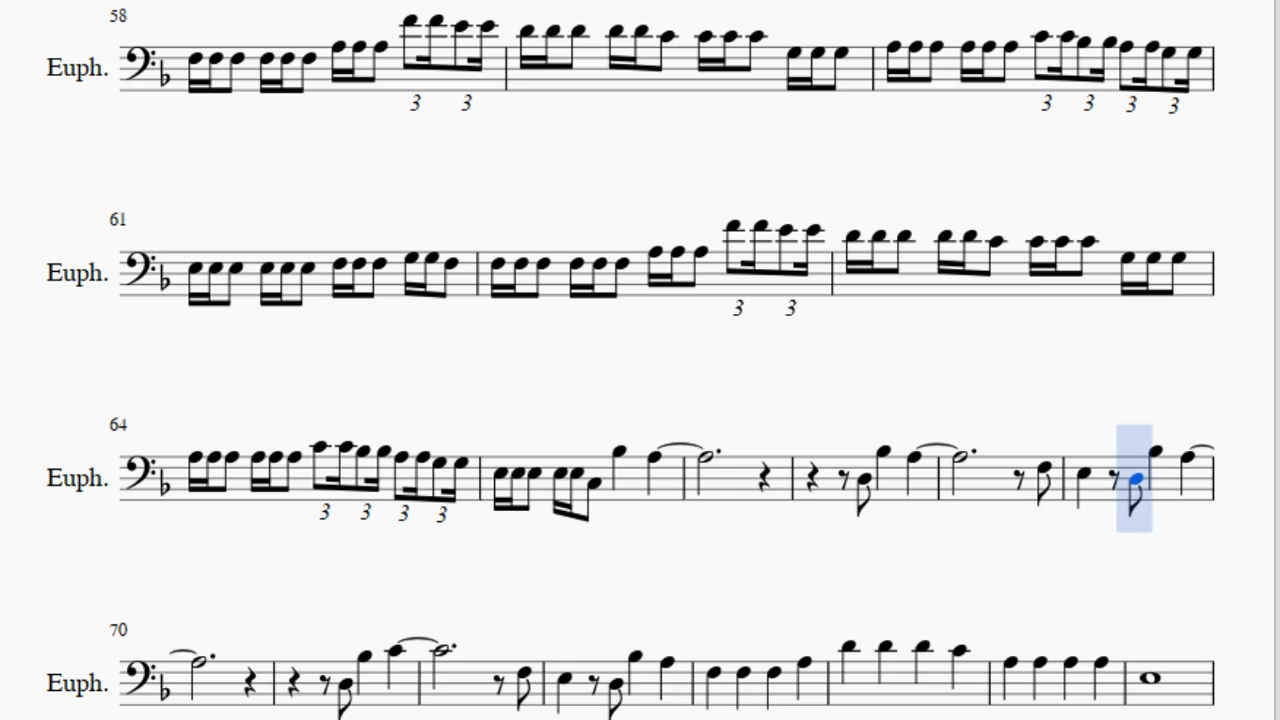 58
Euph.
3 3 3 3 3 3
61
Euph.
3 3
64
Euph.
3 3 3 3
70
Euph.